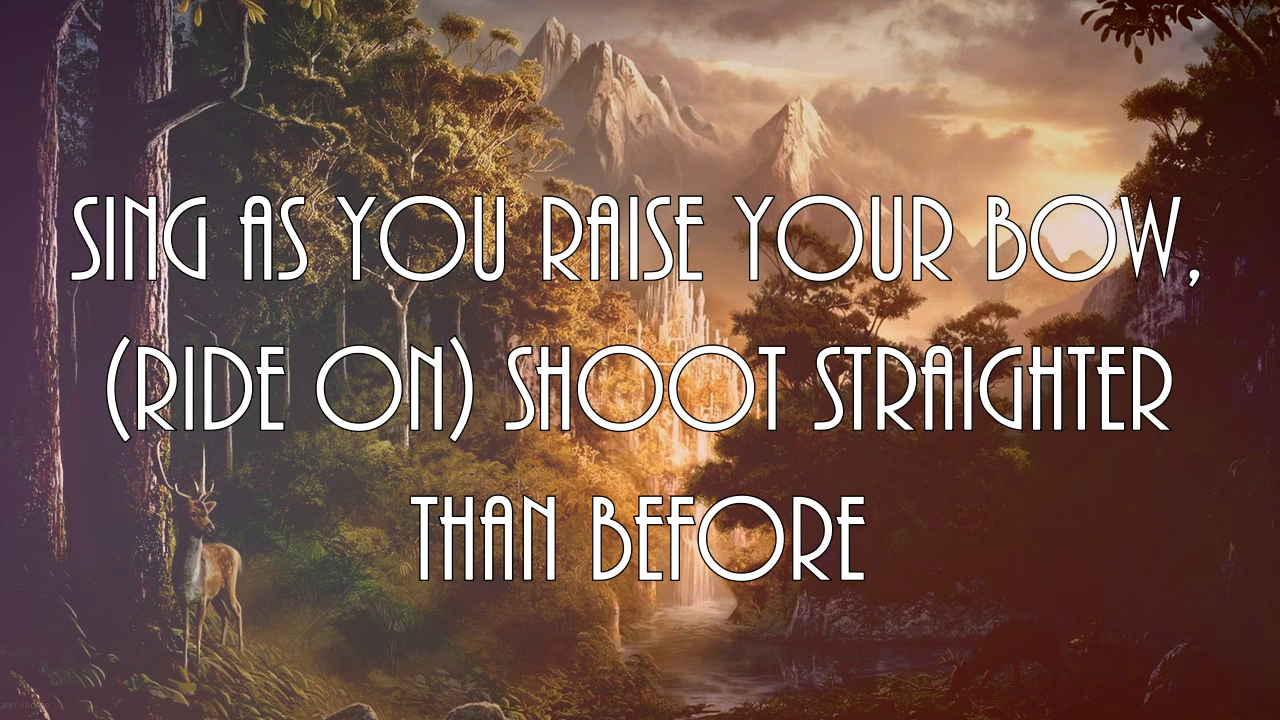 SING AS YOU RAISE YOUR BOW,
(RIDE ON) SHOOT STRAIGHTER
THAN BEFORE